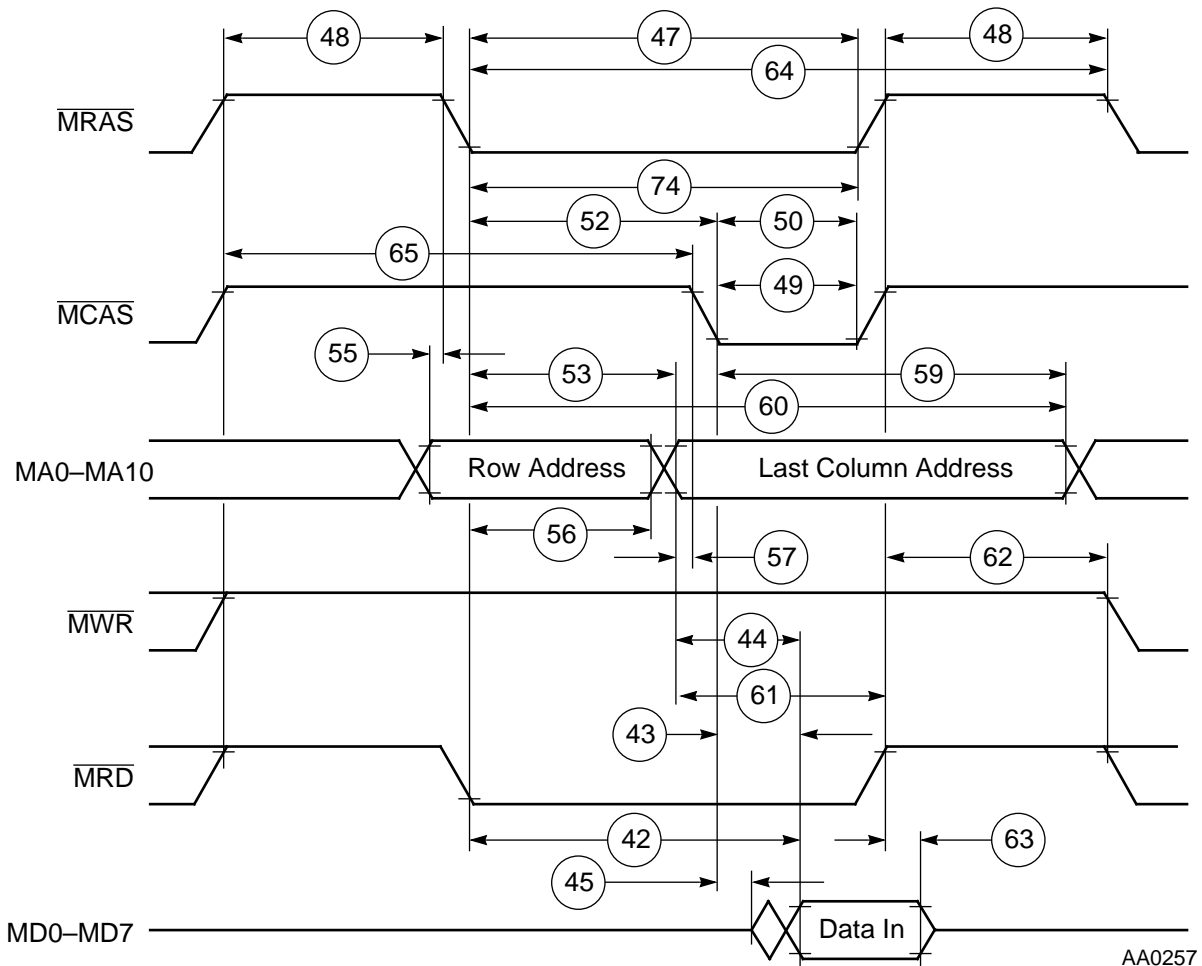 48 47 48
64
MRAS
74
52 50
65
49
MCAS
55 53 59
60
MA0–MA10 Row Address Last Column Address
56
57 62
MWR
44
61
43
MRD
42 63
45
MD0–MD7 Data In
AA0257